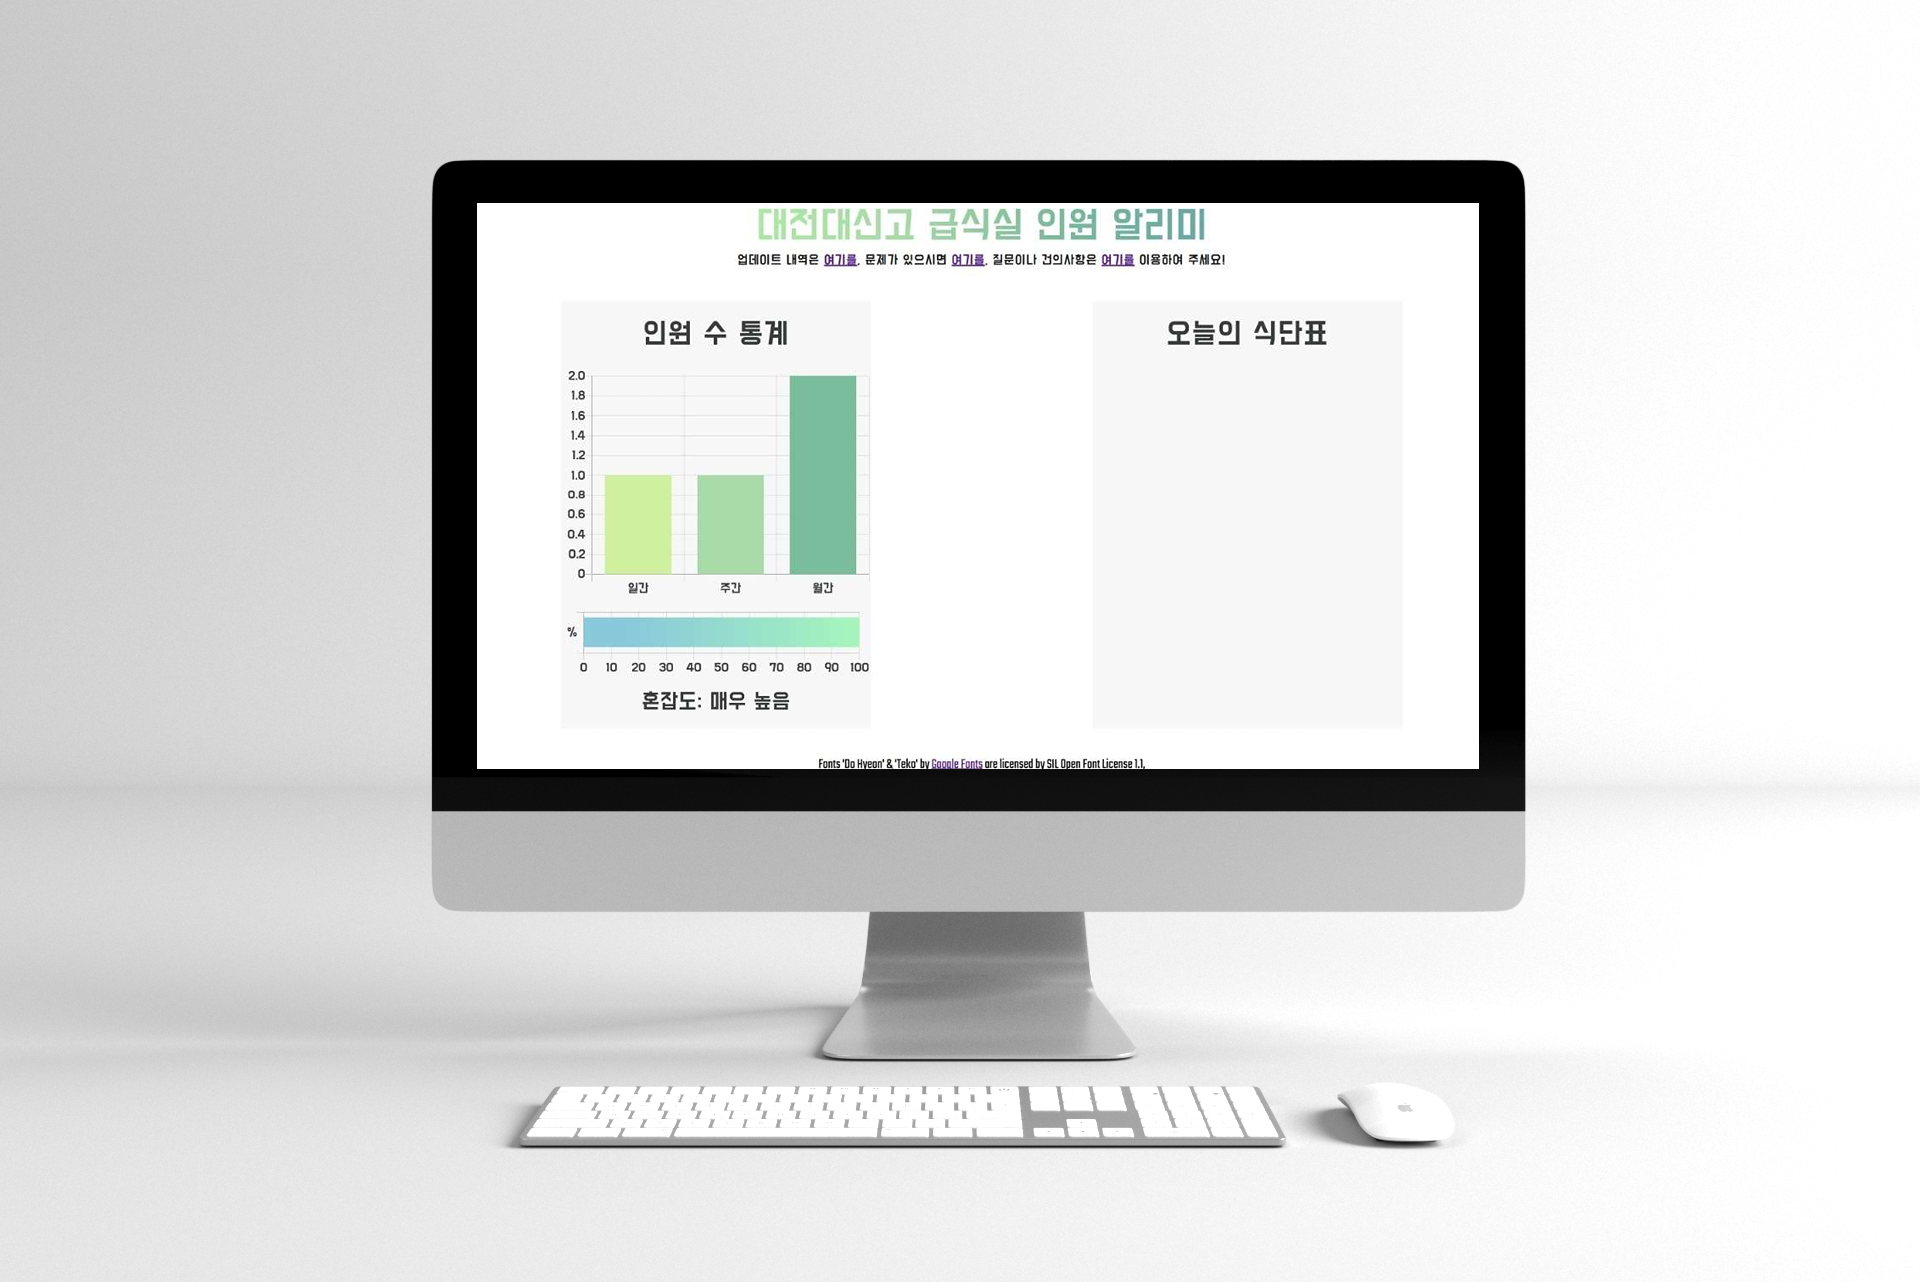 대전대신고 급식실 인원 알리미
업데이트 내역은 여기를, 문제가 있으시면 여기를, 질문이나 건의사항은 여기를 이용하여 주세요!
인원 수 통계
2.0
1.8
1.6
1.4
1.2
1.0
0.8
0.6
0.4
0.2
0
일간 주간 월간
%
0 10 20 30 40 50 60 70 80 90 100
혼잡도: 매우 높음
오늘의 식단표
Fonts 'Do Hyeon' & 'Teko' by Google Fonts are licensed by SIL Open Font License 1.1,